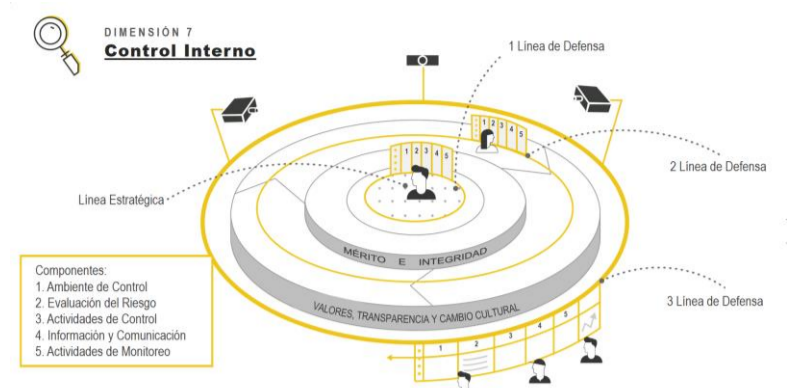 DIMENSIÓN 7
Control Interno
1 Línea de Defensa
1 2 3 4 5
1 2 3 4 5
2 Línea de Defensa
Línea Estratégica
MÉRITO E INTEGRIDAD
VALORES, TRANSPARENCIA Y CAMBIO CULTURAL
3 Línea de Defensa
Componentes:
1. Ambiente de Control
2. Evaluación del Riesgo
3. Actividades de Control
4. Información y Comunicación
5. Actividades de Monitoreo
1 2 3 4 5